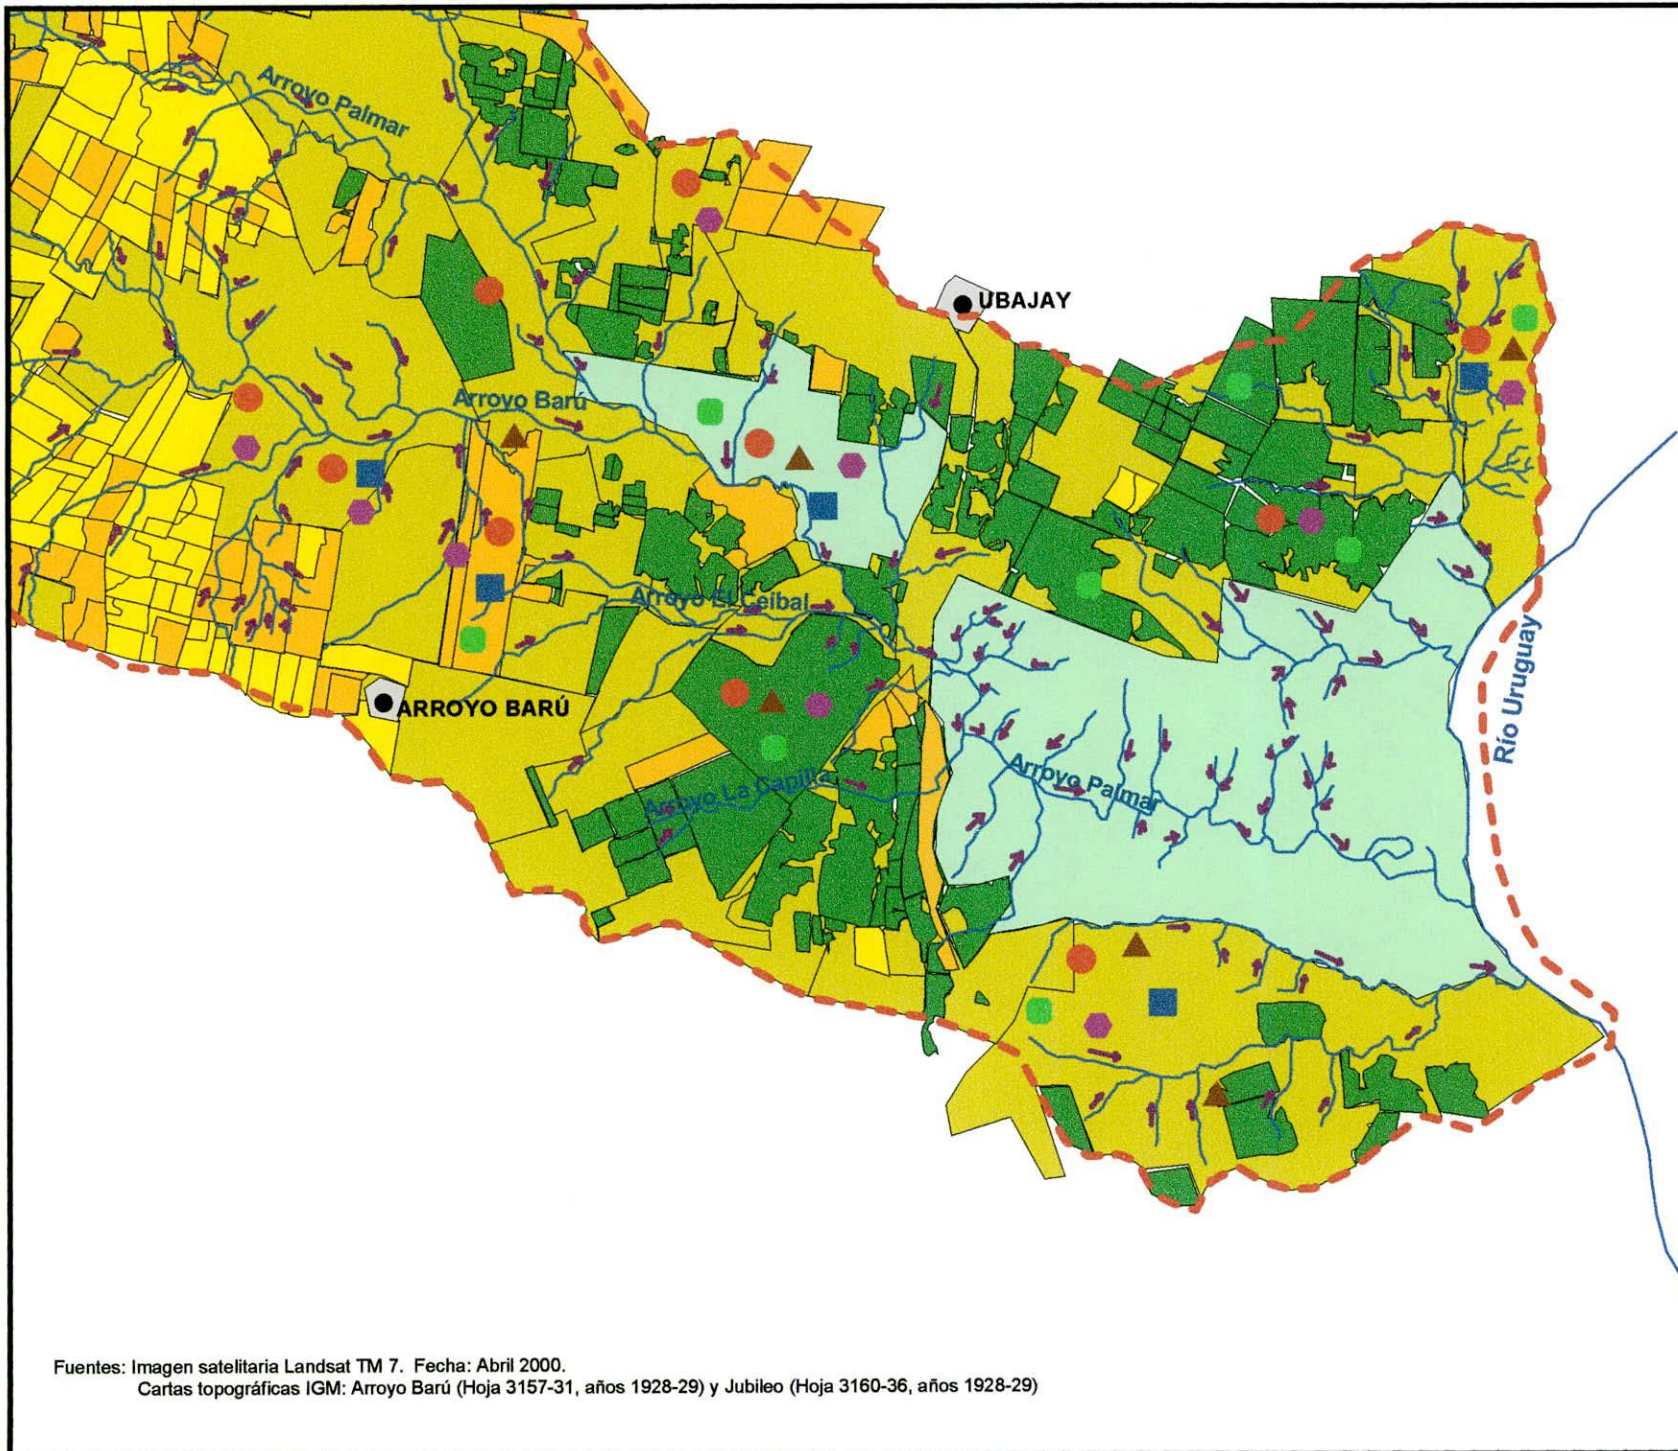 Arroyo Palmar
UBAJAY
Arroyo Barú
Arroyo El Ceibal
ARROYO BARÚ
Río Uruguay
Arroyo La Capilla
Arroyo Palmar
Fuentes: Imagen satelitaria Landsat TM 7. Fecha: Abril 2000.
Cartas topográficas IGM: Arroyo Barú (Hoja 3157-31, años 1928-29) y Jubileo (Hoja 3160-36, años 1928-29)